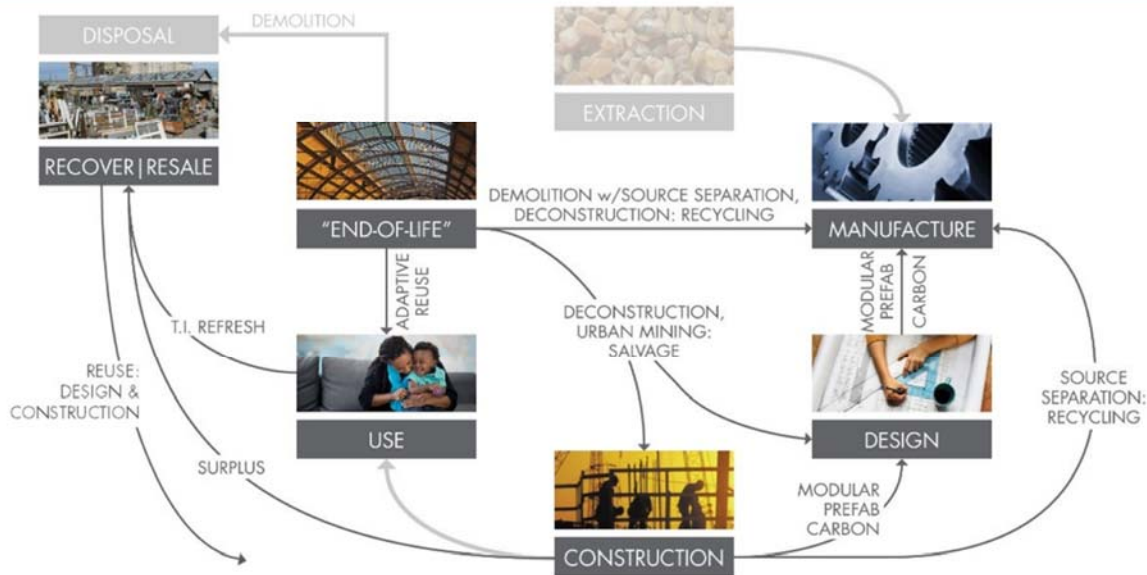 DISPOSAL
DEMOLITION
EXTRACTION
RECOVER|RESALE
"END-OF-LIFE"
DEMOLITION w/SOURCE SEPARATION,
DECONSTRUCTION: RECYCLING
MANUFACTURE
ADAPTIVE
REUSE
MODULAR
PREFAB
CARBON
DECONSTRUCTION,
URBAN MINING:
SALVAGE
T.I. REFRESH
REUSE:
DESIGN &
CONSTRUCTION
SOURCE
SEPARATION:
RECYCLING
USE
DESIGN
SURPLUS
MODULAR
PREFAB
CARBON
CONSTRUCTION